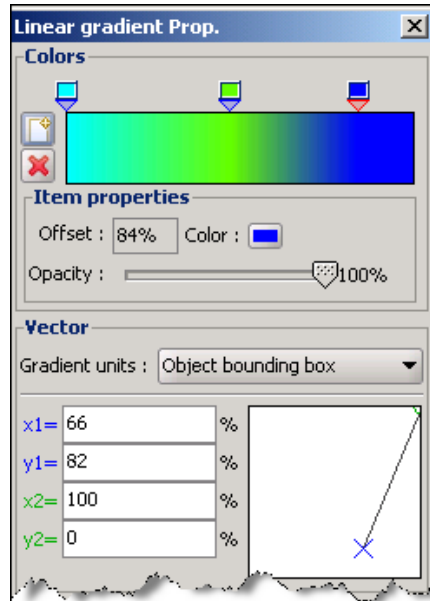 Linear gradient Prop.
Colors
Item properties
Offset : 84% Color :
Opacity : 100%
Vector
Gradient units : Object bounding box
x1= 66 %
y1= 82 %
x2= 100 %
y2= 0 %